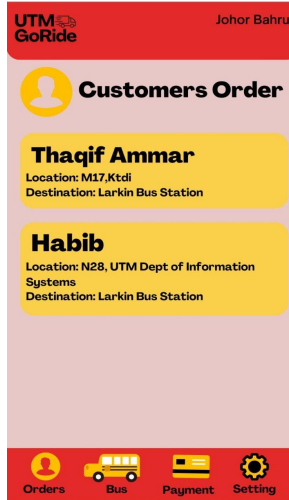 UTM
GoRide
Johor Bahru
Customers Order
Thaqif Ammar
Location: M17,Ktdi
Destination: Larkin Bus Station
Habib
Location: N28, UTM Dept of Information
Systems
Destination: Larkin Bus Station
Orders
Bus
Payment
Setting